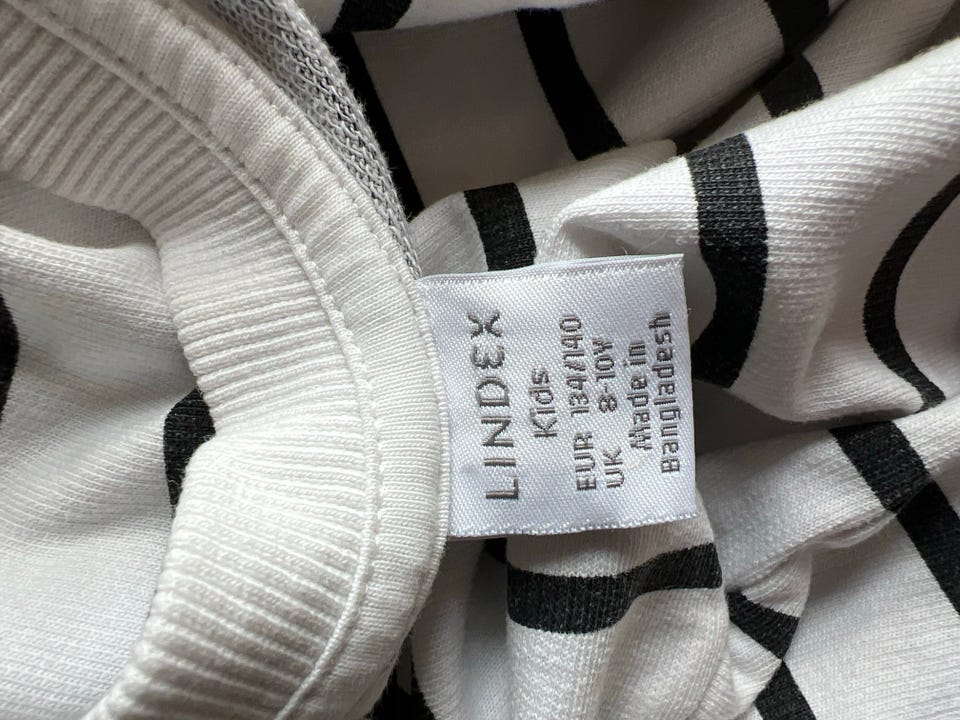 LINDEX
Kids
EUR 134/140
UK 8-10Y
Made in
Bangladesh